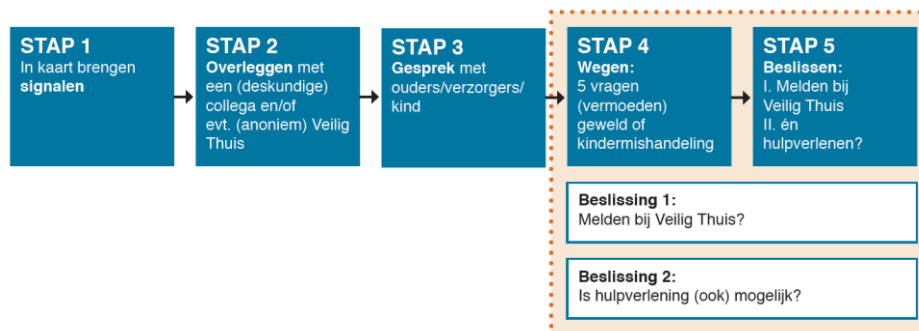 STAP 1
In kaart brengen
signalen
STAP 2
Overleggen met
een (deskundige)
collega en/of
evt. (anoniem) Veilig
Thuis
STAP 3
Gesprek met
ouders/verzorgers/
kind
STAP 4
Wegen:
5 vragen
(vermoeden)
geweld of
kindermishandeling
STAP 5
Beslissen:
I. Melden bij
Veilig Thuis
II. én
hulpverlenen?
Beslissing 1:
Melden bij Veilig Thuis?
Beslissing 2:
Is hulpverlening (ook) mogelijk?